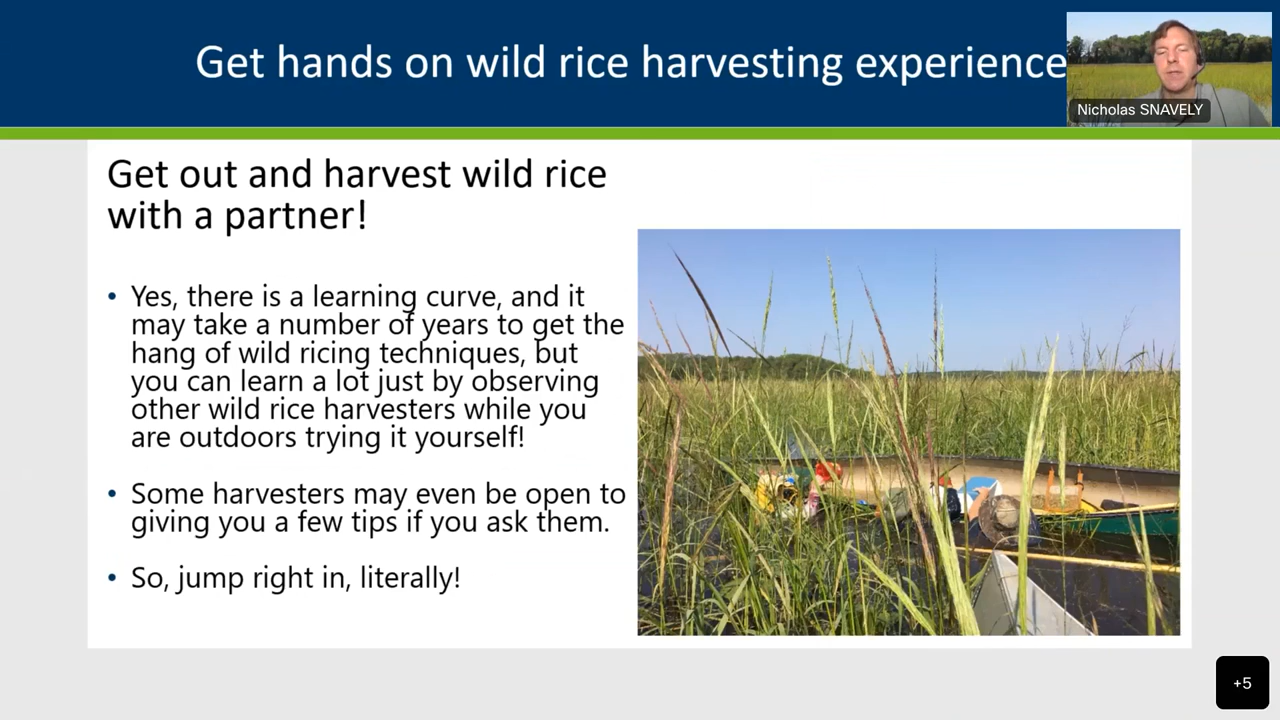 Get hands on wild rice harvesting experience
Nicholas SNAVELY
Get out and harvest wild rice
with a partner!
• Yes, there is a learning curve, and it
may take a number of years to get the
hang of wild ricing techniques, but
you can learn a lot just by observing
other wild rice harvesters while you
are outdoors trying it yourself!
• Some harvesters may even be open to
giving you a few tips if you ask them.
• So, jump right in, literally!
+5